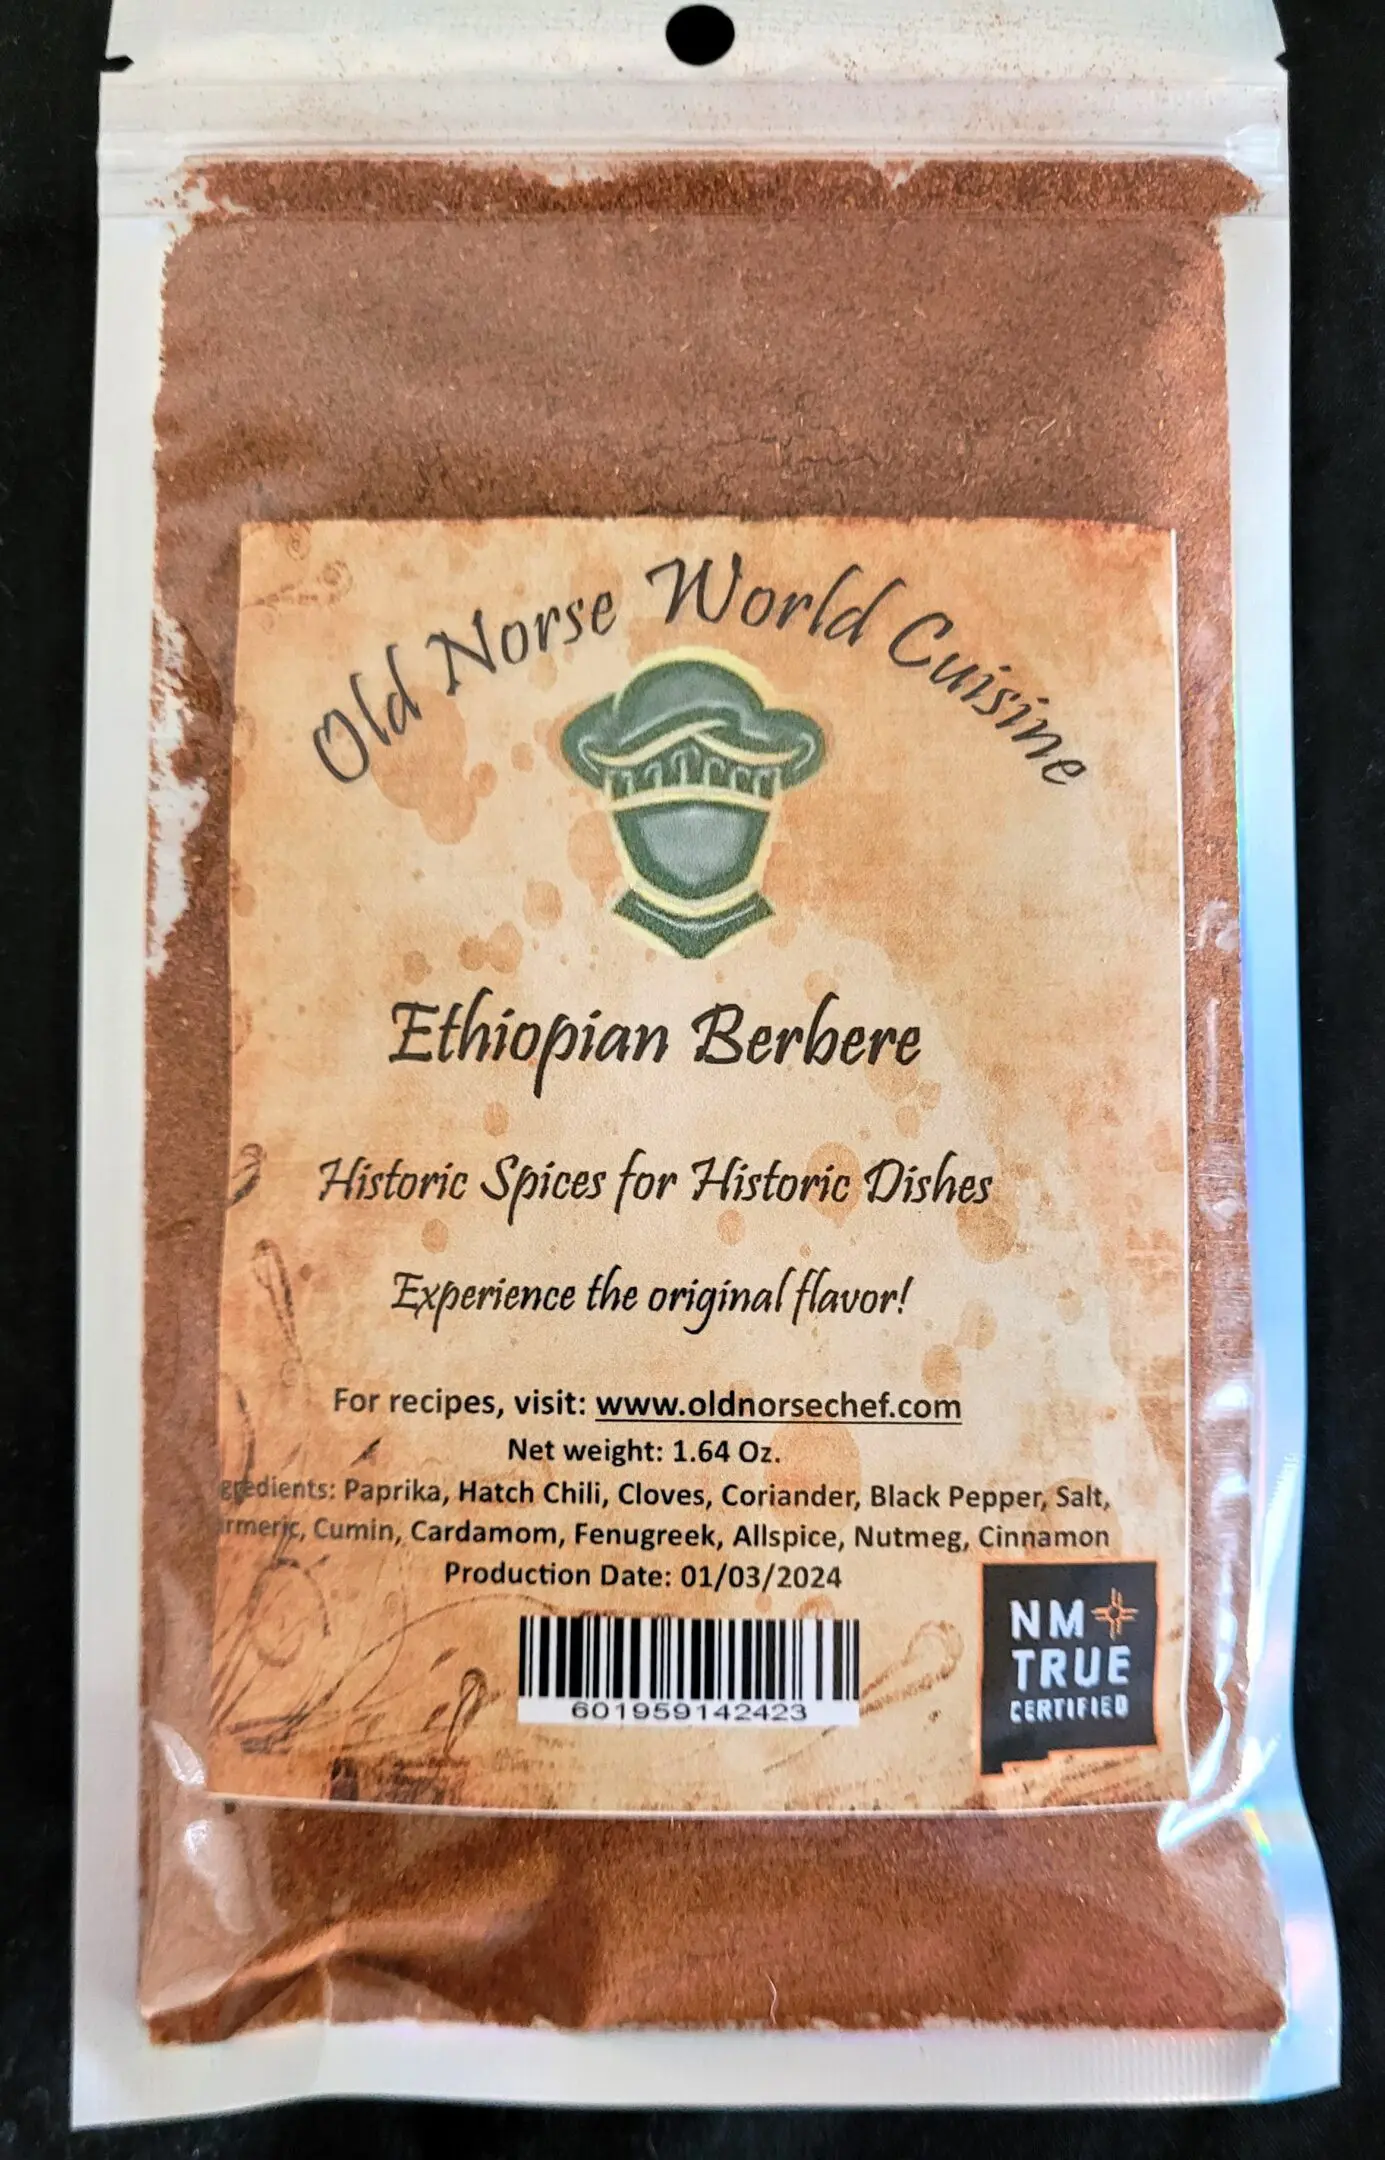 Old Norse World Cuisine
Ethiopian Berbere
Historic Spices for Historic Dishes
Experience the original flavor!
For recipes, visit: www.oldnorsechef.com
Net weight: 1.64 Oz.
gredients: Paprika, Hatch Chili, Cloves, Coriander, Black Pepper, Salt,
rmeric, Cumin, Cardamom, Fenugreek, Allspice, Nutmeg, Cinnamon
Production Date: 01/03/2024
601959142423
NM
TRUE
CERTIFIED